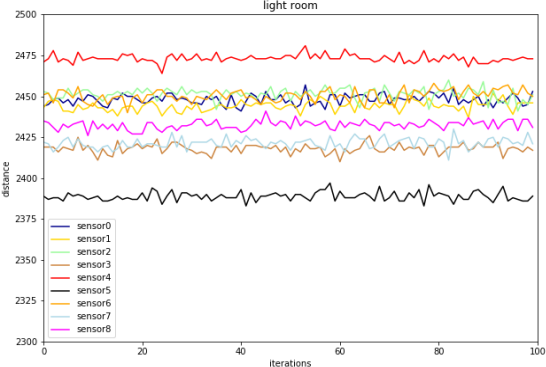 light room
2500
2475
2450
2425
2400
2375
2350
2325
2300
distance
sensor0
sensor1
sensor2
sensor3
sensor4
sensor5
sensor6
sensor7
sensor8
0 20 40 60 80 100
iterations